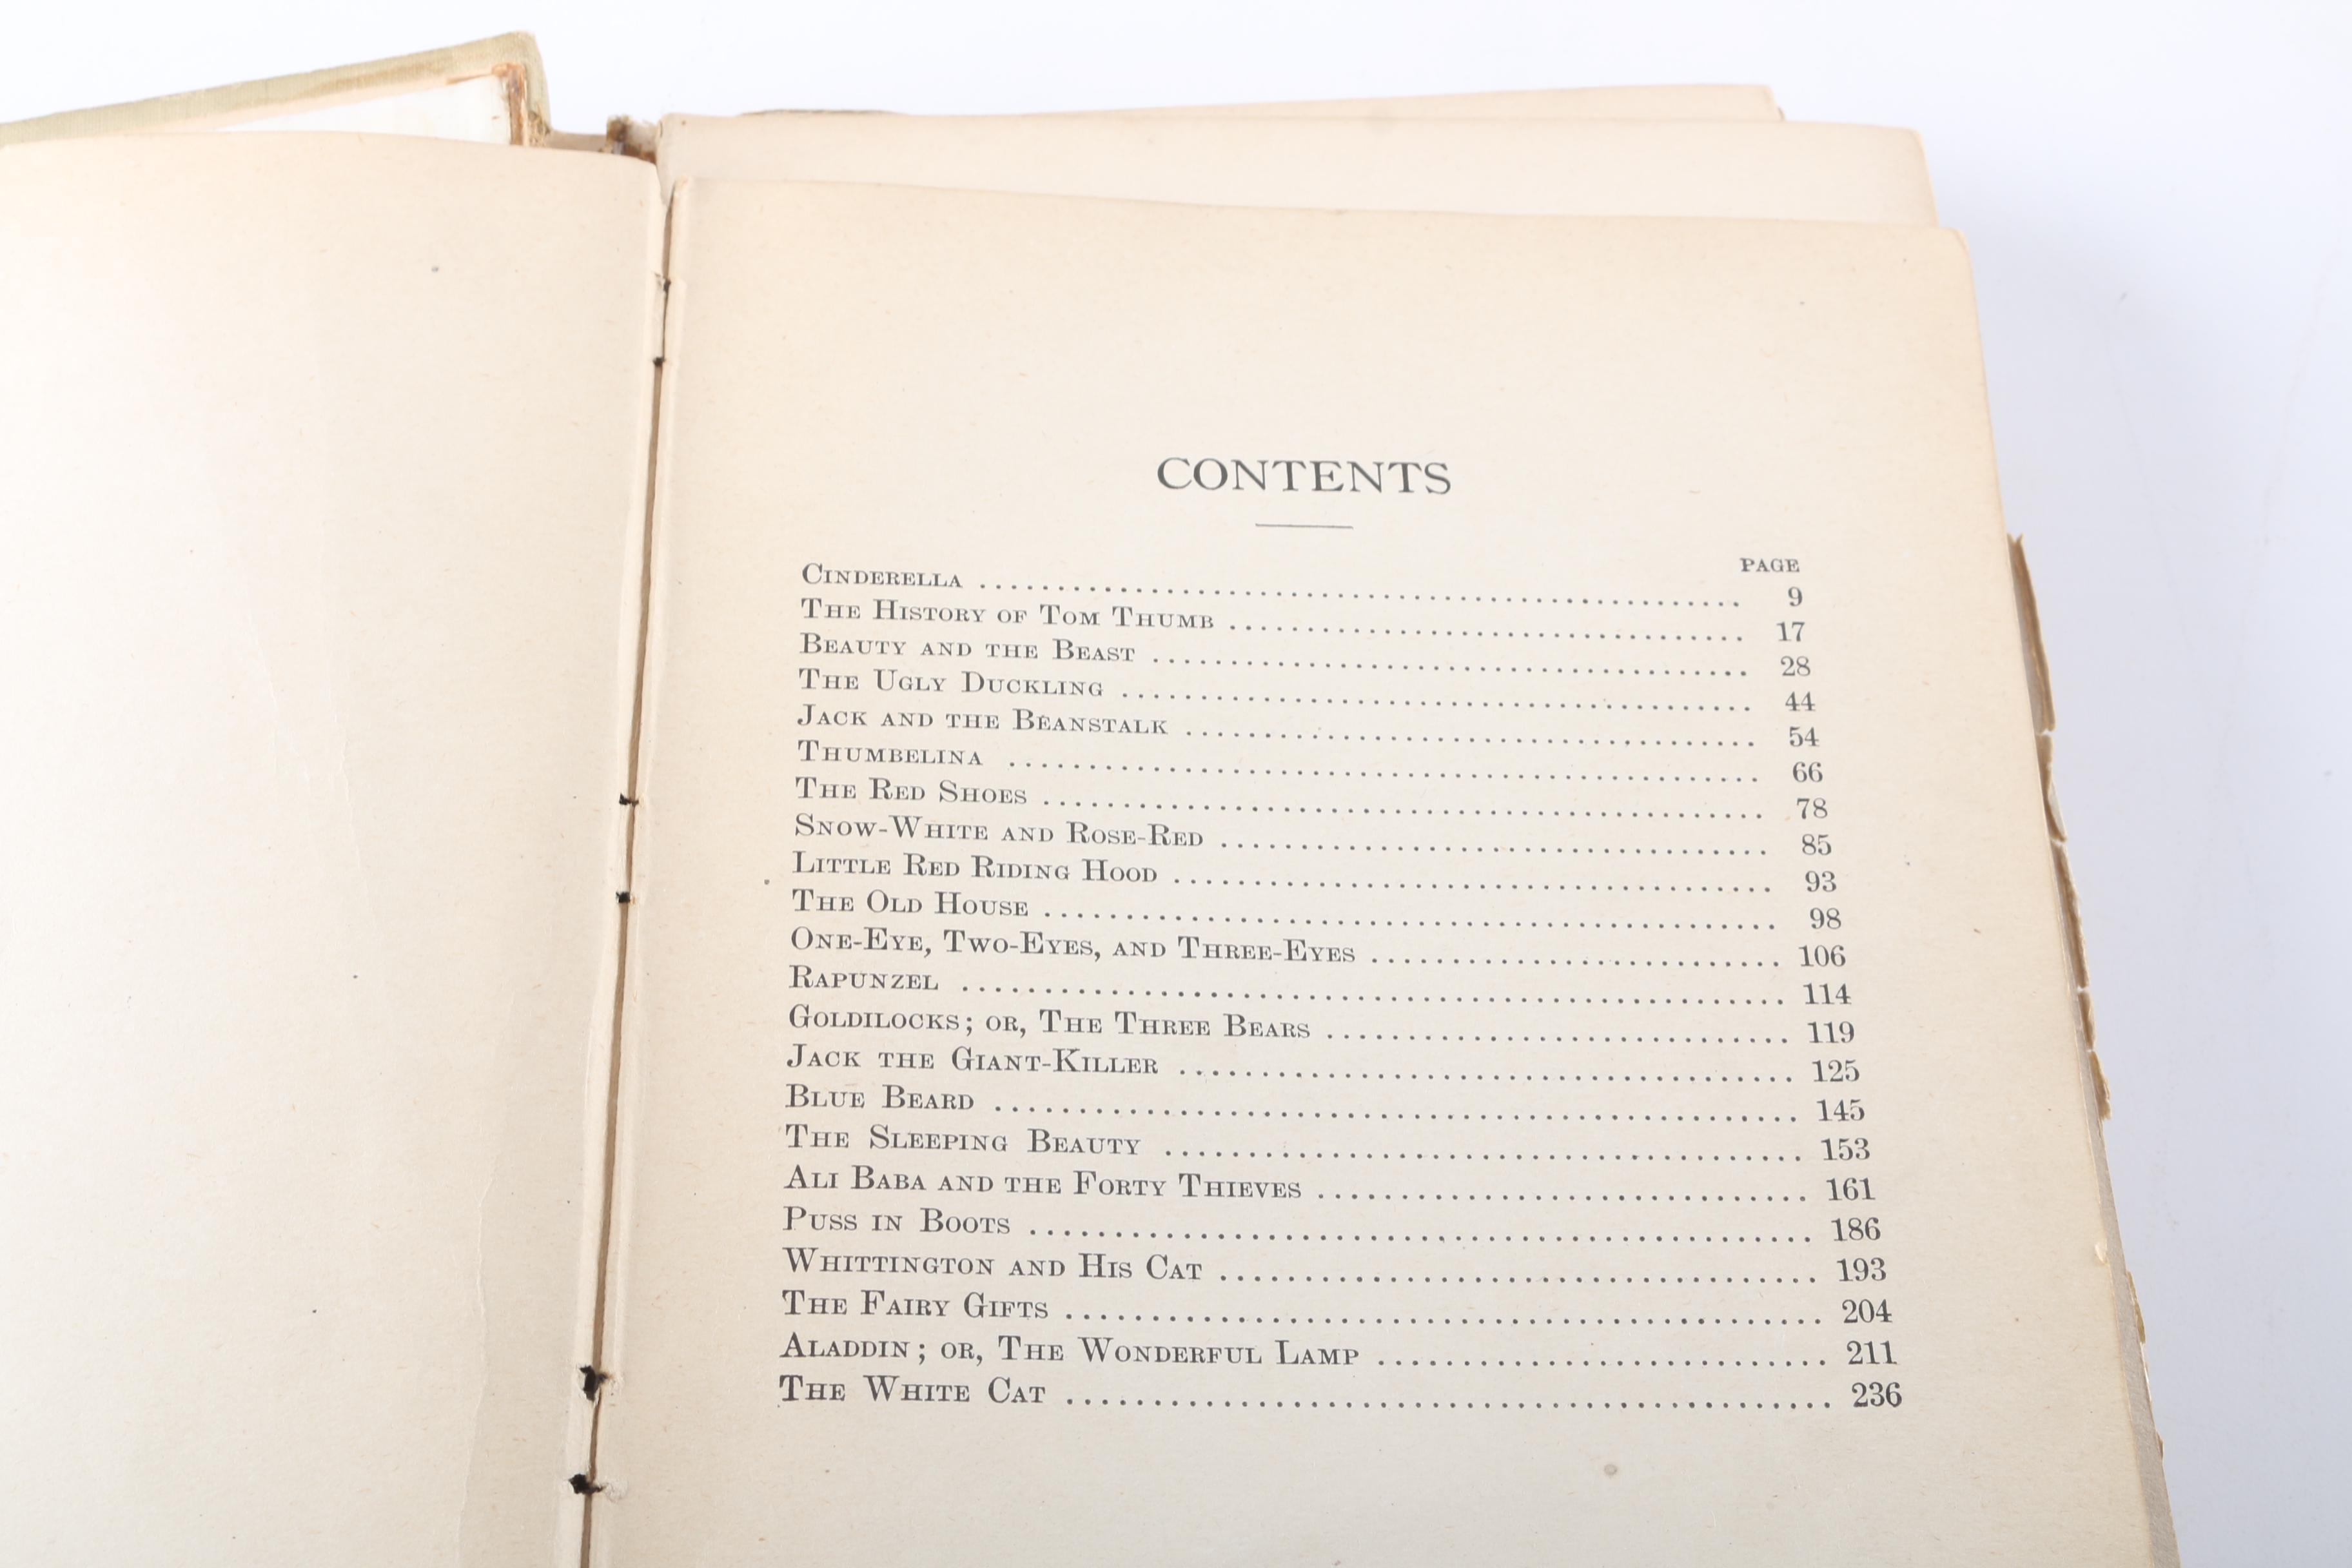 CONTENTS
PAGE
Cinderella ........ 9
The History of Tom Thumb ........ 17
Beauty and the Beast ........ 28
The Ugly Duckling ........ 44
Jack and the Beanstalk ........ 54
Thumbelina ........ 66
The Red Shoes ........ 78
Snow-White and Rose-Red ........ 85
Little Red Riding Hood ........ 93
The Old House ........ 98
One-Eye, Two-Eyes, and Three-Eyes ........ 106
Rapunzel ........ 114
Goldilocks; or, The Three Bears ........ 119
Jack the Giant-Killer ........ 125
Blue Beard ........ 145
The Sleeping Beauty ........ 153
Ali Baba and the Forty Thieves ........ 161
Puss in Boots ........ 186
Whittington and His Cat ........ 193
The Fairy Gifts ........ 204
Aladdin; or, The Wonderful Lamp ........ 211
The White Cat ........ 236